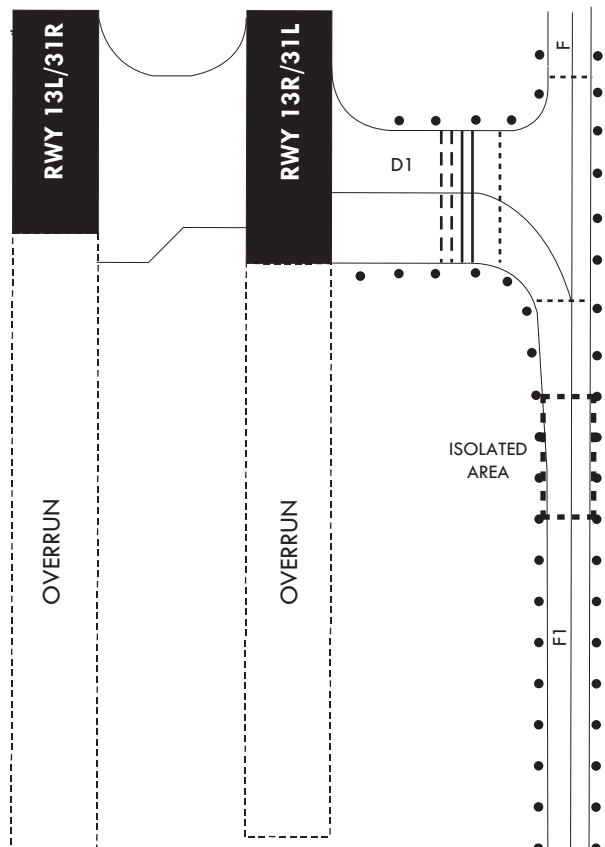 RWY 13L/31R
RWY 13R/31L
F
D1
ISOLATED
AREA
OVERRUN
OVERRUN
F1